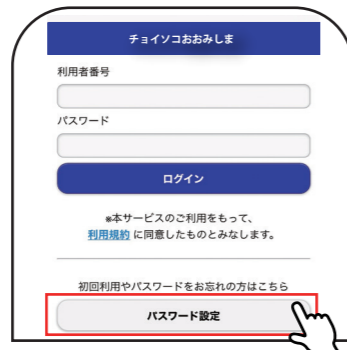 チョイソコおおみしま
利用者番号
パスワード
ログイン
※本サービスのご利用をもって、
利用規約 に同意したものとみなします。
初回利用やパスワードをお忘れの方はこちら
パスワード設定